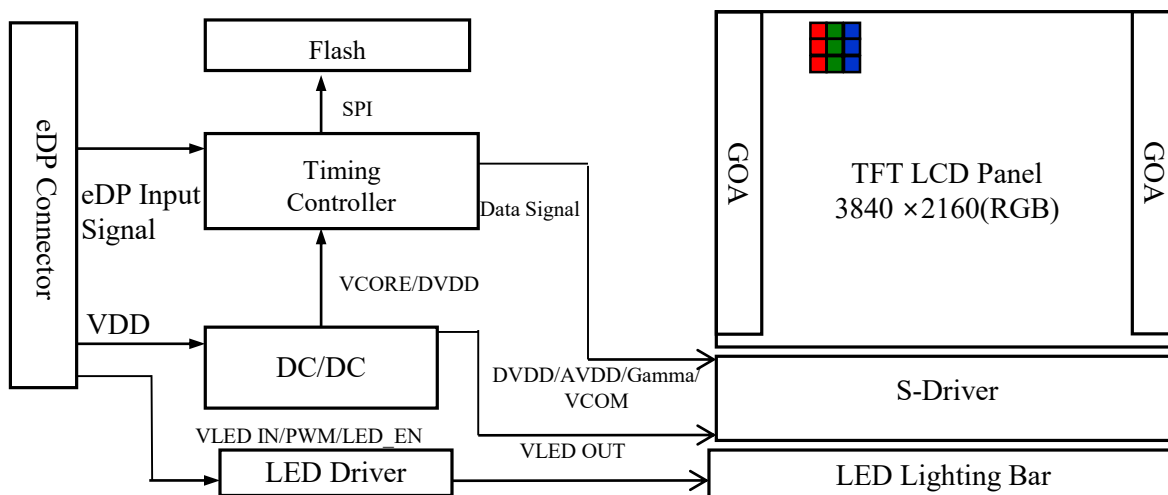 Flash
SPI
eDP Connector
eDP Input
Signal
Timing
Controller
Data Signal
VCORE/DVDD
VDD
DC/DC
DVDD/AVDD/Gamma/
VCOM
VLED IN/PWM/LED_EN
LED Driver
VLED OUT
GOA
TFT LCD Panel
3840 ×2160(RGB)
GOA
S-Driver
LED Lighting Bar